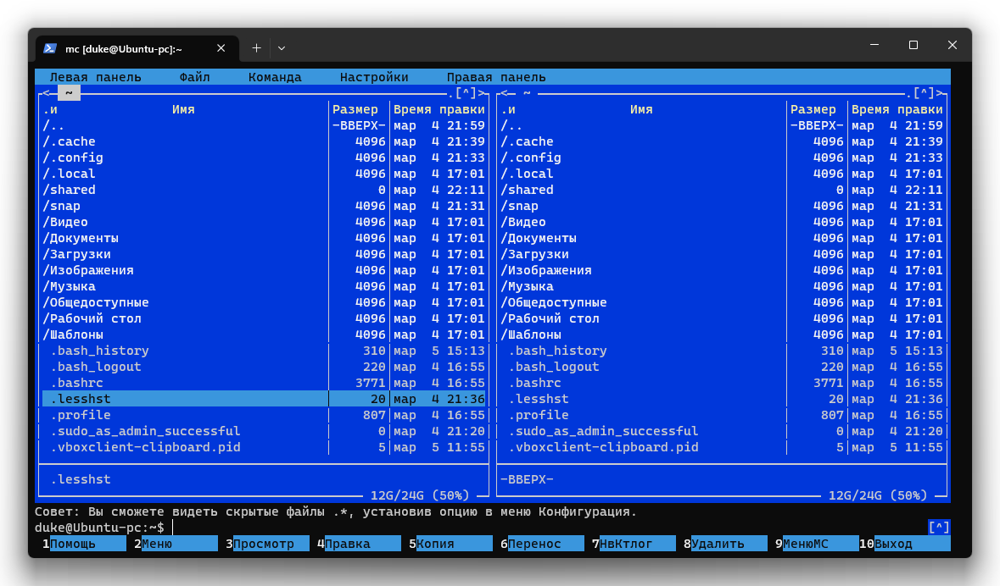 mc [duke@Ubuntu-pc]:~
Левая панель Файл Команда Настройки Правая панель
<— ~ .[^]> <— ~ .[^]>
.и Имя Размер Время правки .и Имя Размер Время правки
/.. -ВВЕРХ- мар 4 21:59 /.. -ВВЕРХ- мар 4 21:59
/.cache 4096 мар 4 21:39 /.cache 4096 мар 4 21:39
/.config 4096 мар 4 21:33 /.config 4096 мар 4 21:33
/.local 4096 мар 4 17:01 /.local 4096 мар 4 17:01
/shared 0 мар 4 22:11 /shared 0 мар 4 22:11
/snap 4096 мар 4 21:31 /snap 4096 мар 4 21:31
/Видео 4096 мар 4 17:01 /Видео 4096 мар 4 17:01
/Документы 4096 мар 4 17:01 /Документы 4096 мар 4 17:01
/Загрузки 4096 мар 4 17:01 /Загрузки 4096 мар 4 17:01
/Изображения 4096 мар 4 17:01 /Изображения 4096 мар 4 17:01
/Музыка 4096 мар 4 17:01 /Музыка 4096 мар 4 17:01
/Общедоступные 4096 мар 4 17:01 /Общедоступные 4096 мар 4 17:01
/Рабочий стол 4096 мар 4 17:01 /Рабочий стол 4096 мар 4 17:01
/Шаблоны 4096 мар 4 17:01 /Шаблоны 4096 мар 4 17:01
.bash_history 310 мар 5 15:13 .bash_history 310 мар 5 15:13
.bash_logout 220 мар 4 16:55 .bash_logout 220 мар 4 16:55
.bashrc 3771 мар 4 16:55 .bashrc 3771 мар 4 16:55
.lesshst 20 мар 4 21:36 .lesshst 20 мар 4 21:36
.profile 807 мар 4 16:55 .profile 807 мар 4 16:55
.sudo_as_admin_successful 0 мар 4 21:20 .sudo_as_admin_successful 0 мар 4 21:20
.vboxclient-clipboard.pid 5 мар 5 11:55 .vboxclient-clipboard.pid 5 мар 5 11:55
.lesshst -ВВЕРХ-
12G/24G (50%) 12G/24G (50%)
Совет: Вы сможете видеть скрытые файлы .*, установив опцию в меню Конфигурация.
duke@Ubuntu-pc:~$ [^]
1Помощь 2Меню 3Просмотр 4Правка 5Копия 6Перенос 7НвКтлог 8Удалить 9МенюMC 10Выход